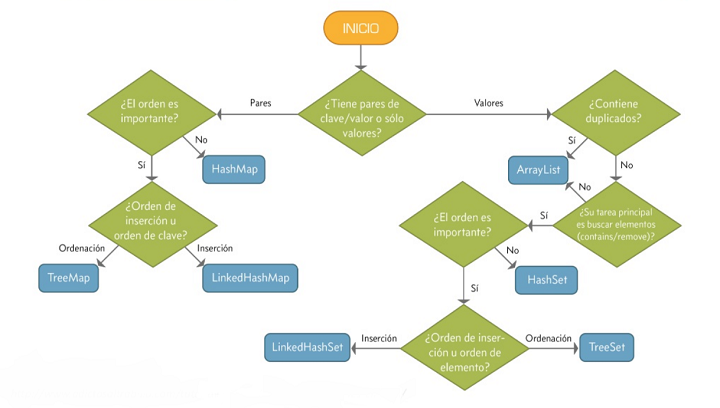 INICIO
¿Tiene pares de
clave/valor o sólo
valores?
Pares
Valores
¿El orden es
importante?
No
HashMap
Sí
¿Orden de
inserción u
orden de clave?
Ordenación
Inserción
TreeMap
LinkedHashMap
¿Contiene
duplicados?
Sí
ArrayList
No
No
¿Su tarea principal
es buscar elementos
(contains/remove)?
Sí
¿El orden es
importante?
No
HashSet
Sí
¿Orden de inser-
ción u orden de
elemento?
Inserción
LinkedHashSet
Ordenación
TreeSet